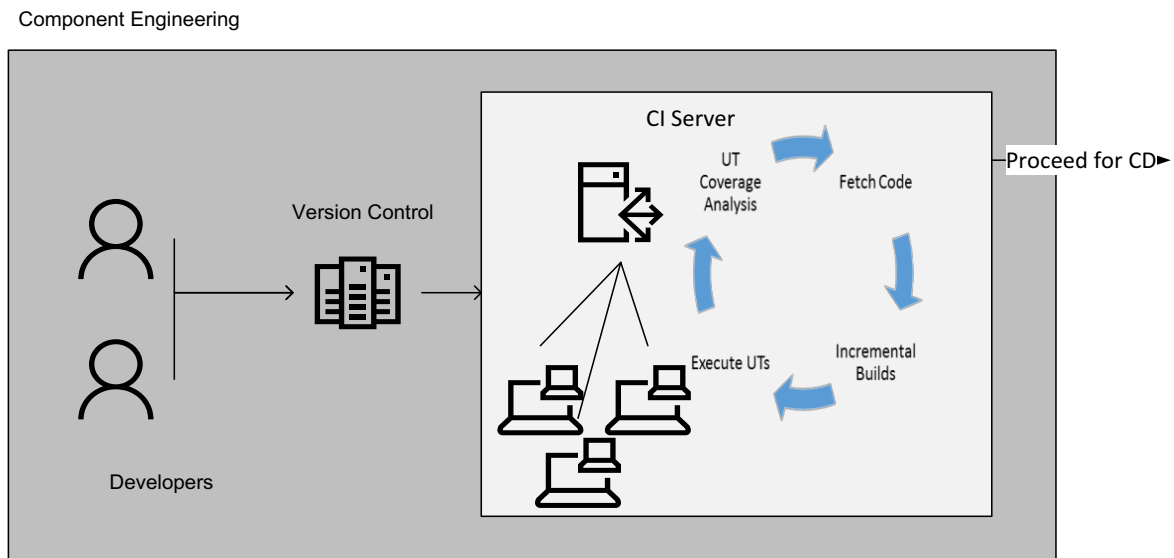 Component Engineering
CI Server
Proceed for CD
UT
Coverage
Analysis
Fetch Code
Version Control
Execute UTs
Incremental
Builds
Developers